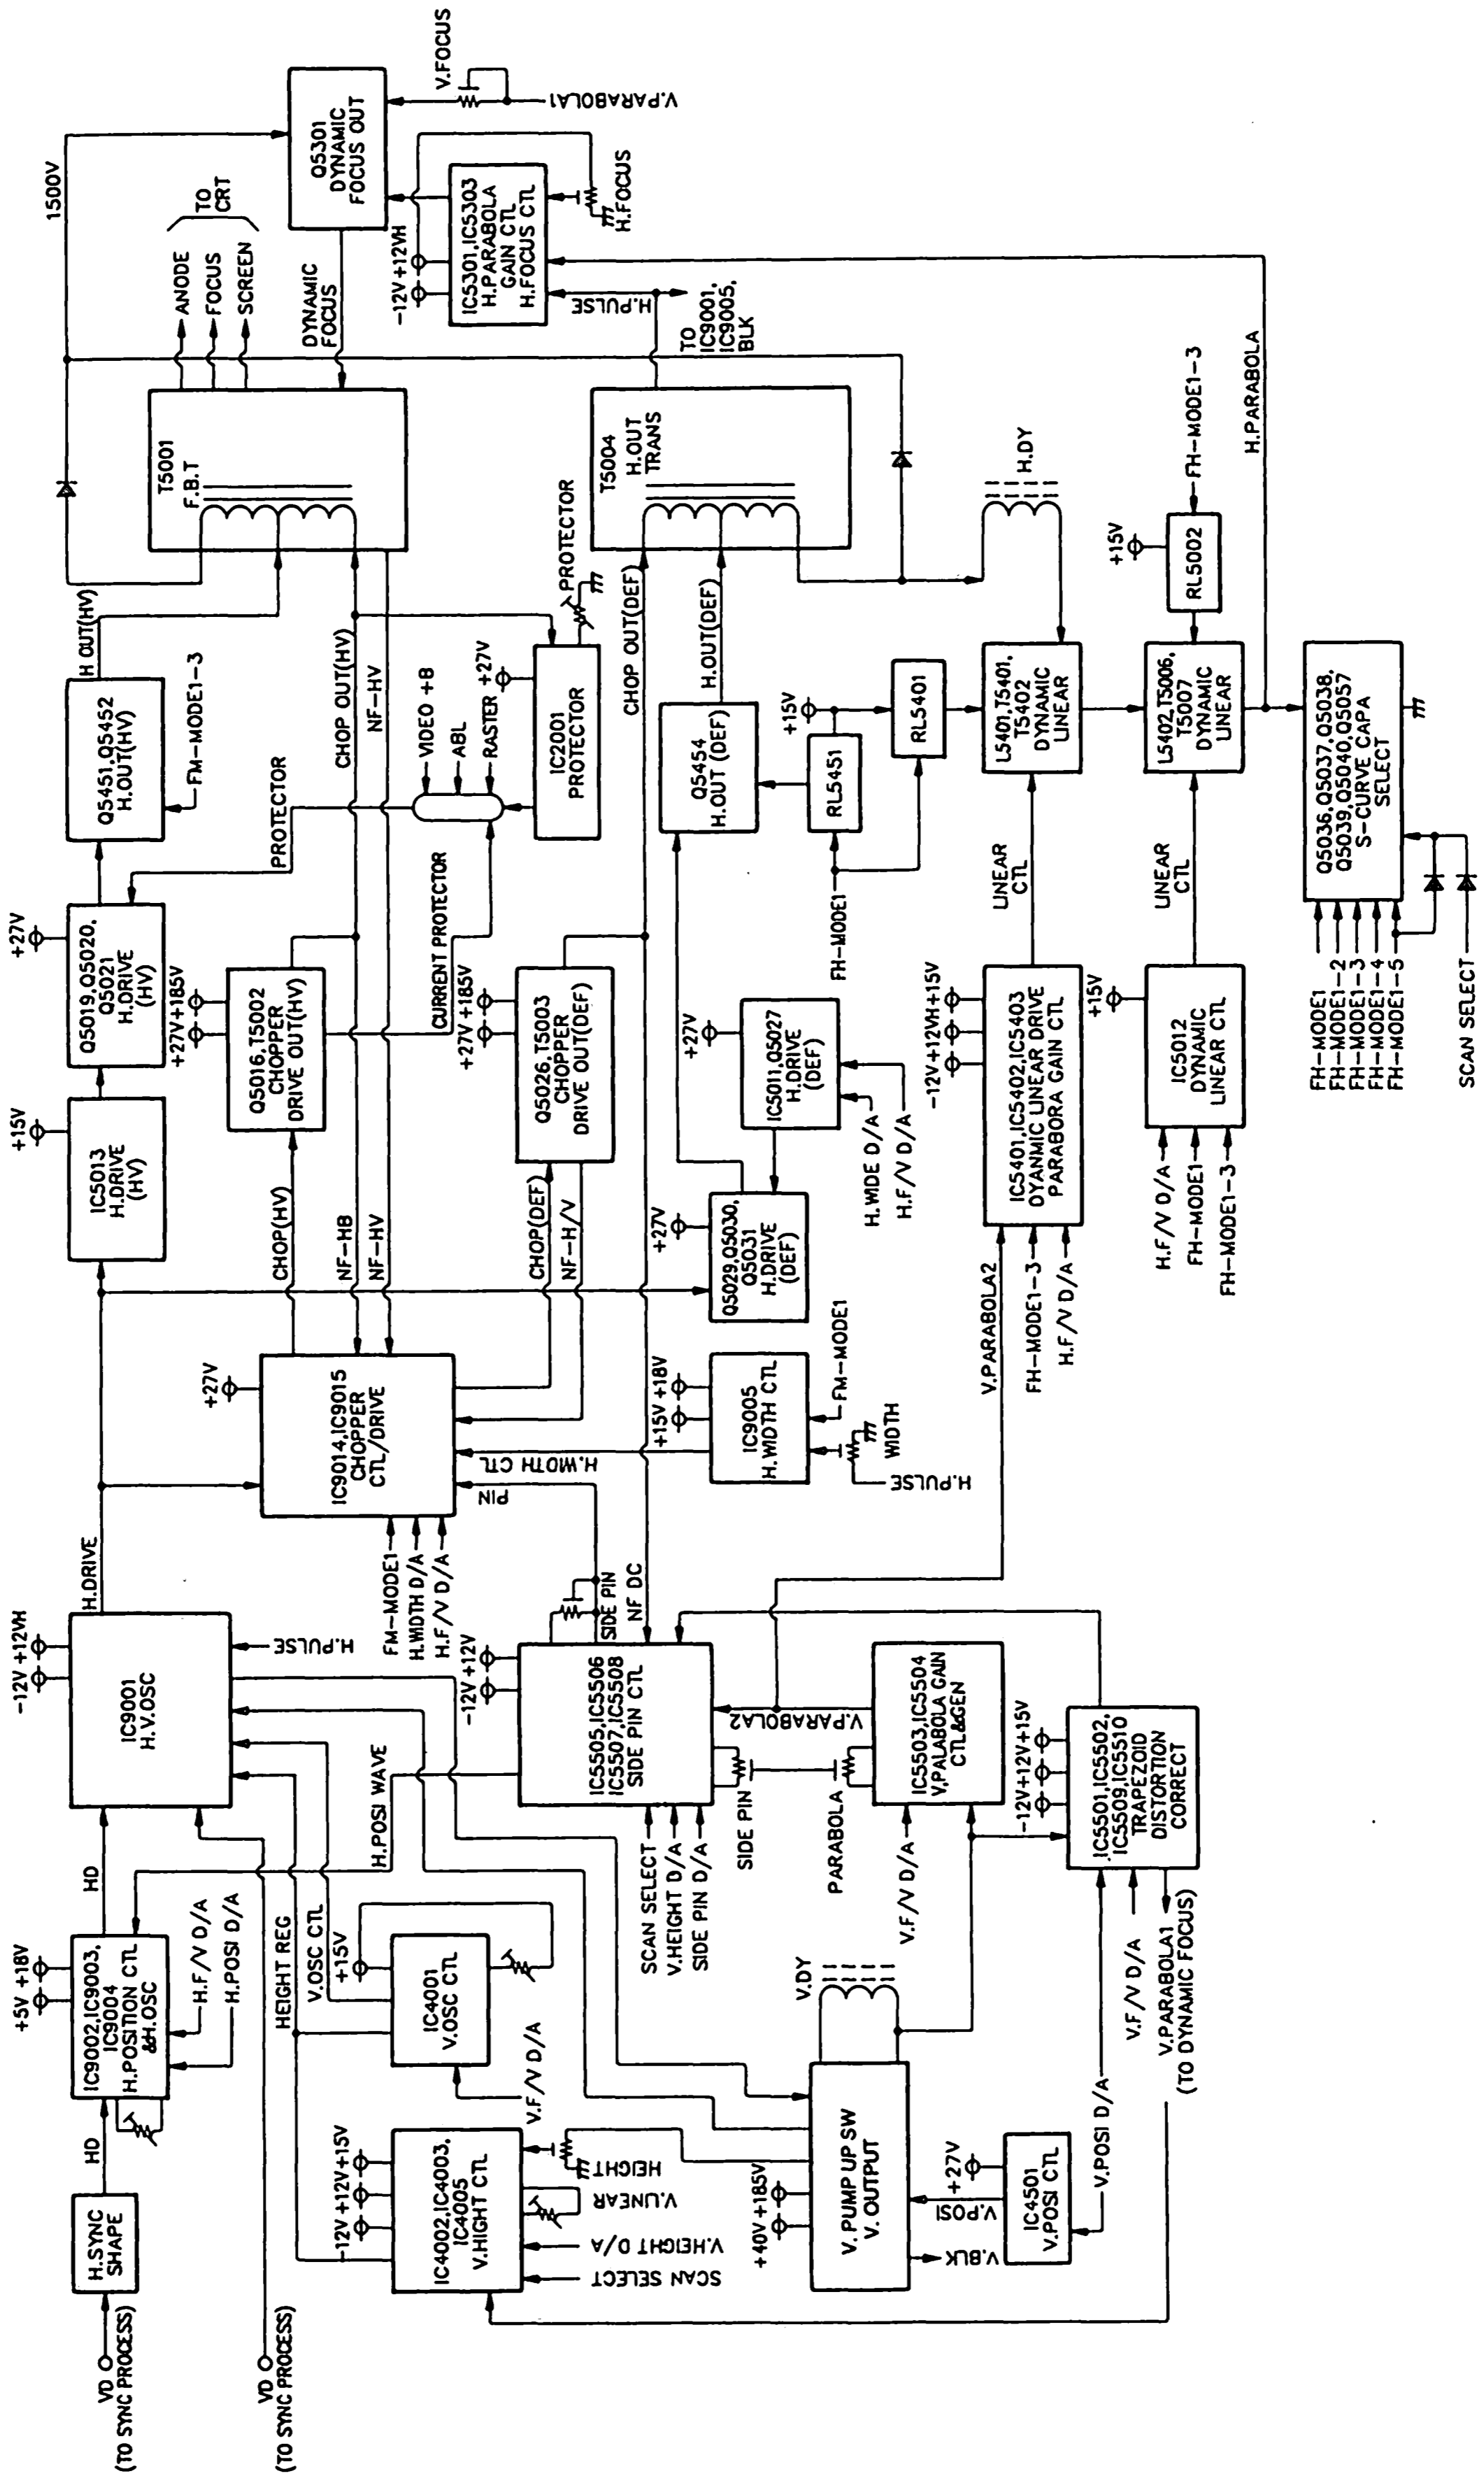 VD
(TO SYNC PROCESS)
H.SYNC
SHAPE
HD
+5V +18V
IC9002,IC9003,
IC9004
H.POSITION CTL
&H.OSC
H.F/V D/A
H.POSI D/A
HD
VD
(TO SYNC PROCESS)
-12V +12VH
IC9001
H.V.OSC
H.PULSE
H.DRIVE
HEIGHT REG
V.OSC CTL
H.POSI WAVE
+15V
IC4001
V.OSC CTL
V.F/V D/A
-12V +12V +15V
IC4002,IC4003,
IC4005
V.HIGHT CTL
HEIGHT
V.LINEAR
V.HEIGHT D/A
SCAN SELECT
+40V +185V
V. PUMP UP SW
V. OUTPUT
V.DY
V.BLK
V.POSI
+27V
IC4501
V.POSI CTL
V.POSI D/A
V.F/V D/A
V.PARABOLA1
(TO DYNAMIC FOCUS)
-12V +12V +15V
IC5501,IC5502,
IC5509,IC5510
TRAPEZOID
DISTORTION
CORRECT
IC5503,IC5504
V.PALABOLA GAIN
CTL&GEN
V.F/V D/A
PARABOLA
SIDE PIN
V.PARABOLA2
-12V +12V
IC5505,IC5506
IC5507,IC5508
SIDE PIN CTL
SCAN SELECT
V.HEIGHT D/A
SIDE PIN D/A
SIDE PIN
NF DC
PIN
+27V
IC9014,IC9015
CHOPPER
CTL/DRIVE
FM-MODE1
H.WIDTH D/A
H.F/V D/A
H.WIDTH CTL
+15V +18V
IC9005
H.WIDTH CTL
FM-MODE1
WIDTH
H.PULSE
CHOP(HV)
NF-HB
NF-HV
CHOP(DEF)
NF-H/V
+15V
IC5013
H.DRIVE
(HV)
+27V
Q5019,Q5020,
Q5021
H.DRIVE
(HV)
+27V +185V
Q5016,T5002
CHOPPER
DRIVE OUT(HV)
+27V +185V
Q5026,T5003
CHOPPER
DRIVE OUT(DEF)
CURRENT PROTECTOR
PROTECTOR
CHOP OUT(HV)
NF-HV
Q5451,Q5452
H.OUT(HV)
FM-MODE1-3
H OUT(HV)
VIDEO +B
ABL
RASTER
+27V
IC2001
PROTECTOR
PROTECTOR
CHOP OUT(DEF)
+27V
Q5029,Q5030,
Q5031
H.DRIVE
(DEF)
+27V
IC5011,Q5027
H.DRIVE
(DEF)
H.WIDE D/A
H.F/V D/A
Q5454
H.OUT (DEF)
H.OUT(DEF)
+15V
RL5451
RL5401
FH-MODE1
T5001
F.B.T
ANODE
FOCUS
SCREEN
TO
CRT
1500V
DYNAMIC
FOCUS
Q5301
DYNAMIC
FOCUS OUT
V.FOCUS
V.PARABOLA1
-12V +12VH
IC5301,IC5303
H.PARABOLA
GAIN CTL
H.FOCUS CTL
H.FOCUS
H.PULSE
TO
IC9001,
IC9005,
BLK
T5004
H.OUT
TRANS
H.DY
V.PARABOLA2
FH-MODE1-3
H.F/V D/A
-12V +12VH +15V
IC5401,IC5402,IC5403
DYANMIC LINEAR DRIVE
PARABORA GAIN CTL
LINEAR
CTL
L5401,T5401,
T5402
DYNAMIC
LINEAR
H.F/V D/A
FH-MODE1
FH-MODE1-3
+15V
IC5012
DYNAMIC
LINEAR CTL
LINEAR
CTL
L5402,T5006,
T5007
DYNAMIC
LINEAR
+15V
RL5002
FH-MODE1-3
H.PARABOLA
FH-MODE1
FH-MODE1-2
FH-MODE1-3
FH-MODE1-4
FH-MODE1-5
SCAN SELECT
Q5036,Q5037,Q5038,
Q5039,Q5040,Q5057
S-CURVE CAPA
SELECT